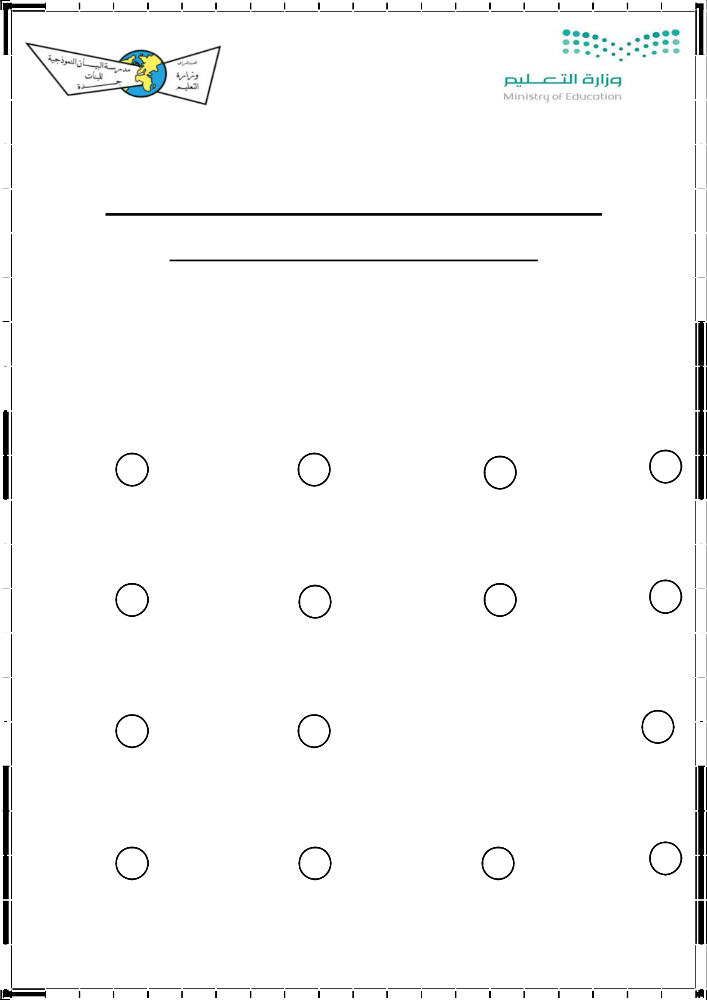 وزارة التعليم
Ministry of Education
تحت إشراف
وزارة
التعليم
مدرسة البيان النموذجية
للبنات
جدة